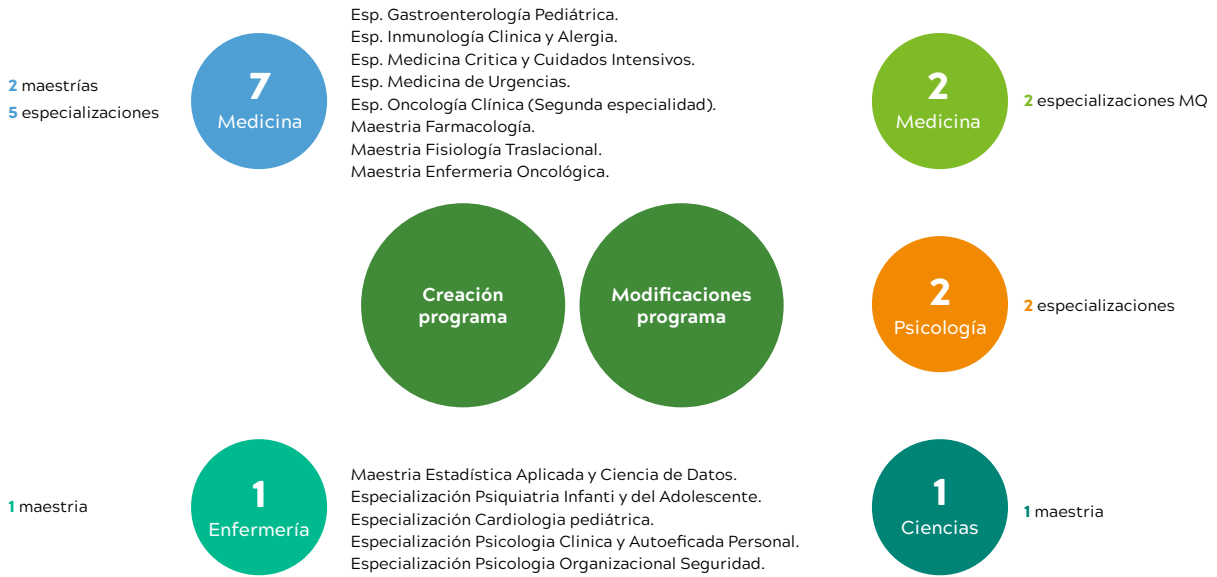 2 maestrías
5 especializaciones
7
Medicina
Esp. Gastroenterología Pediátrica.
Esp. Inmunología Clinica y Alergia.
Esp. Medicina Critica y Cuidados Intensivos.
Esp. Medicina de Urgencias.
Esp. Oncología Clínica (Segunda especialidad).
Maestria Farmacología.
Maestria Fisiología Traslacional.
Maestria Enfermeria Oncológica.
2
Medicina
2 especializaciones MQ
Creación
programa
Modificaciones
programa
2
Psicología
2 especializaciones
1 maestria
1
Enfermería
Maestria Estadística Aplicada y Ciencia de Datos.
Especialización Psiquiatria Infanti y del Adolescente.
Especialización Cardiologia pediátrica.
Especialización Psicologia Clinica y Autoeficada Personal.
Especialización Psicologia Organizacional Seguridad.
1
Ciencias
1 maestria